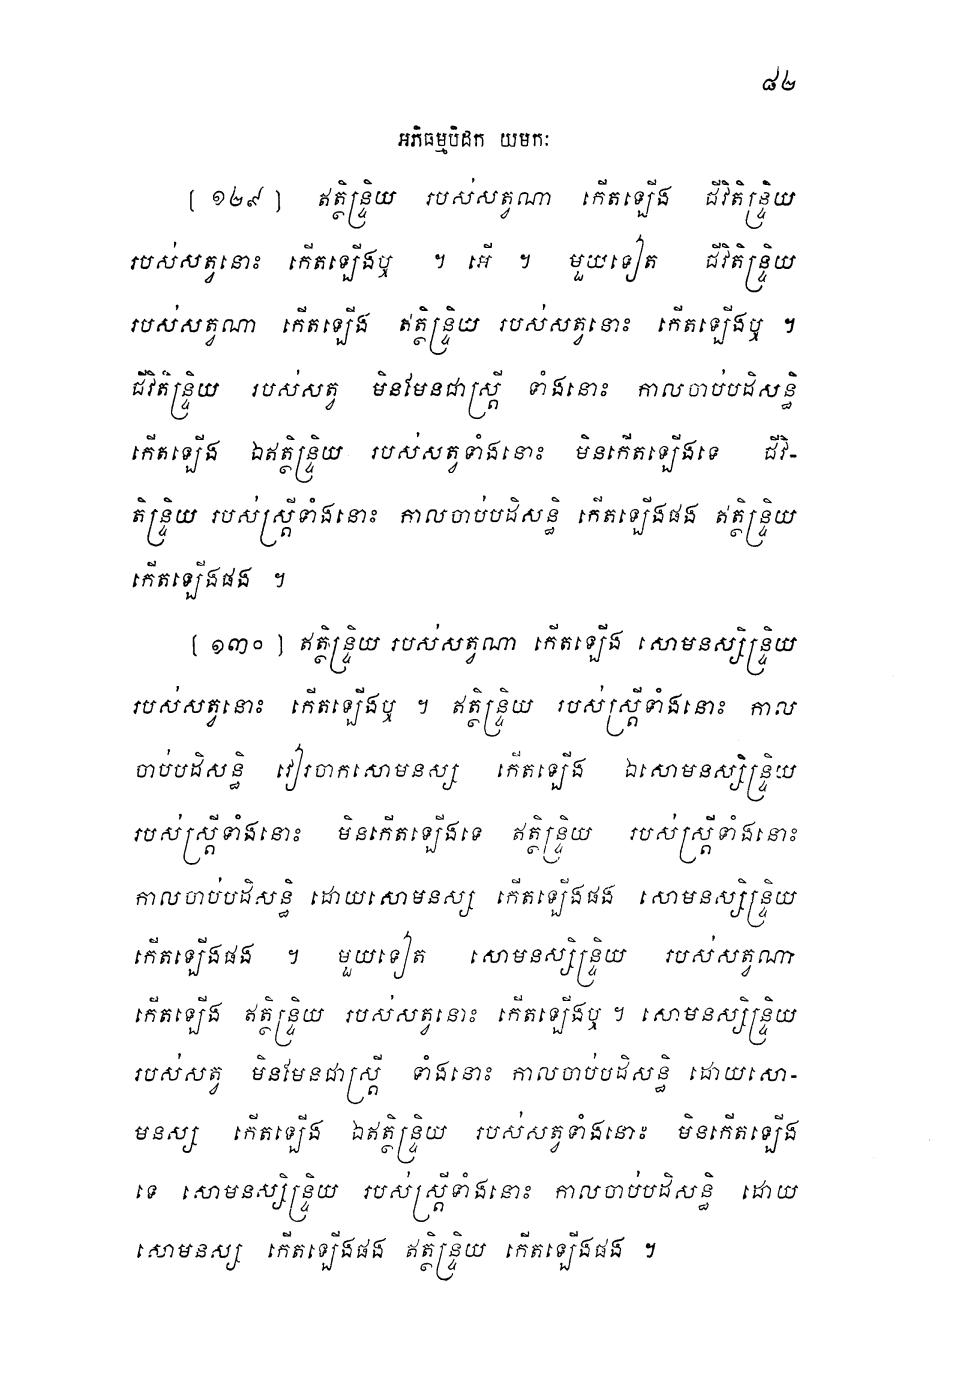 ៨២
អភិធម្មបិដក យមកៈ
[ ១២៩ ] ឥត្ថិន្ទ្រិយ របស់សត្វណា កើតឡើង ជីវិតិន្ទ្រិយ
របស់សត្វនោះ កើតឡើងឬ ។ អើ ។ មួយទៀត ជីវិតិន្ទ្រិយ
របស់សត្វណា កើតឡើង ឥត្ថិន្ទ្រិយ របស់សត្វនោះ កើតឡើងឬ ។
ជីវិតិន្ទ្រិយ របស់សត្វ មិនមែនជាស្ត្រី ទាំងនោះ កាលចាប់បដិសន្ធិ
កើតឡើង ឯឥត្ថិន្ទ្រិយ របស់សត្វទាំងនោះ មិនកើតឡើងទេ ជីវិ-
តិន្ទ្រិយ របស់ស្ត្រីទាំងនោះ កាលចាប់បដិសន្ធិ កើតឡើងផង ឥត្ថិន្ទ្រិយ
កើតឡើងផង ។
[ ១៣០ ] ឥត្ថិន្ទ្រិយ របស់សត្វណា កើតឡើង សោមនស្សិន្ទ្រិយ
របស់សត្វនោះ កើតឡើងឬ ។ ឥត្ថិន្ទ្រិយ របស់ស្ត្រីទាំងនោះ កាល
ចាប់បដិសន្ធិ វៀរចាកសោមនស្ស កើតឡើង ឯសោមនស្សិន្ទ្រិយ
របស់ស្ត្រីទាំងនោះ មិនកើតឡើងទេ ឥត្ថិន្ទ្រិយ របស់ស្ត្រីទាំងនោះ
កាលចាប់បដិសន្ធិ ដោយសោមនស្ស កើតឡើងផង សោមនស្សិន្ទ្រិយ
កើតឡើងផង ។ មួយទៀត សោមនស្សិន្ទ្រិយ របស់សត្វណា
កើតឡើង ឥត្ថិន្ទ្រិយ របស់សត្វនោះ កើតឡើងឬ ។ សោមនស្សិន្ទ្រិយ
របស់សត្វ មិនមែនជាស្ត្រី ទាំងនោះ កាលចាប់បដិសន្ធិ ដោយសោ-
មនស្ស កើតឡើង ឯឥត្ថិន្ទ្រិយ របស់សត្វទាំងនោះ មិនកើតឡើង
ទេ សោមនស្សិន្ទ្រិយ របស់ស្ត្រីទាំងនោះ កាលចាប់បដិសន្ធិ ដោយ
សោមនស្ស កើតឡើងផង ឥត្ថិន្ទ្រិយ កើតឡើងផង ។